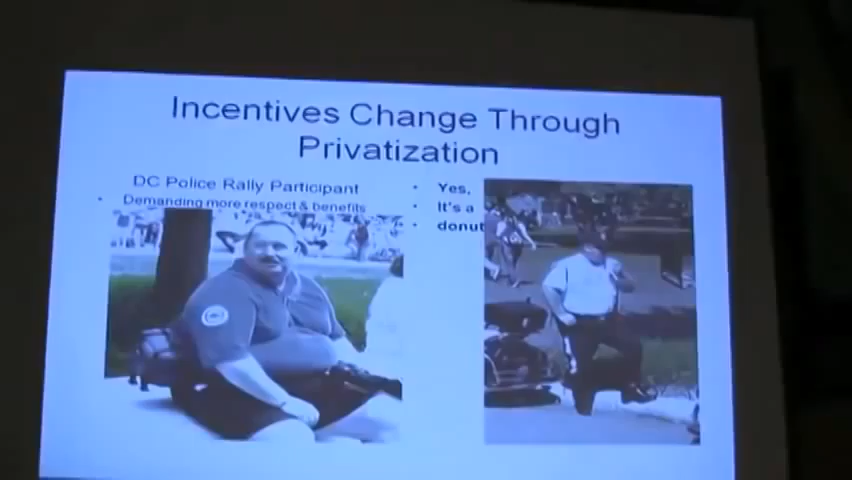 Incentives Change Through
Privatization
DC Police Rally Participant
• Demanding more respect & benefits
• Yes,
• It's a
• donut